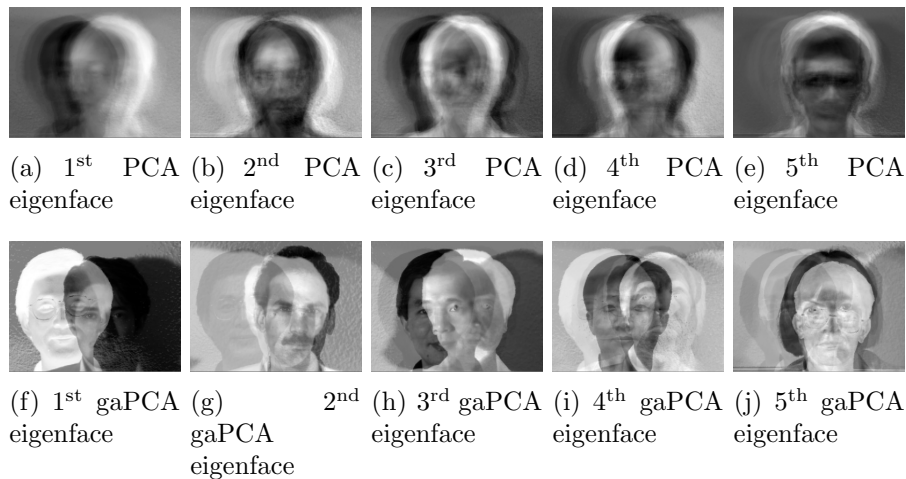 (a) 1st PCA eigenface
(b) 2nd PCA eigenface
(c) 3rd PCA eigenface
(d) 4th PCA eigenface
(e) 5th PCA eigenface
(f) 1st gaPCA eigenface
(g) 2nd gaPCA eigenface
(h) 3rd gaPCA eigenface
(i) 4th gaPCA eigenface
(j) 5th gaPCA eigenface